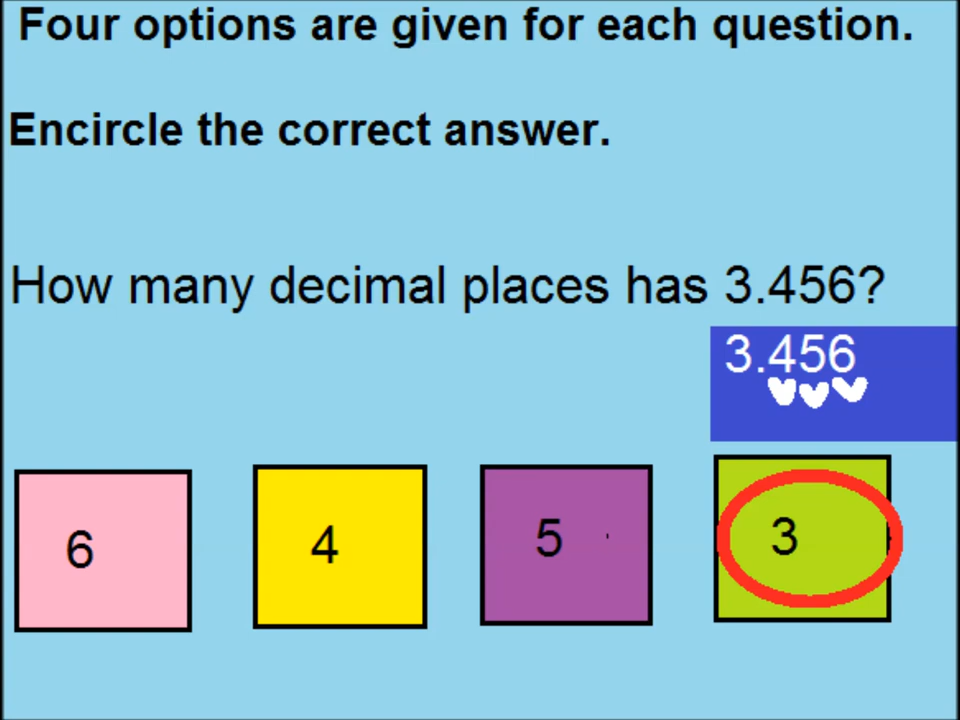 Four options are given for each question.
Encircle the correct answer.
How many decimal places has 3.456?
3.456
6 4 5 3